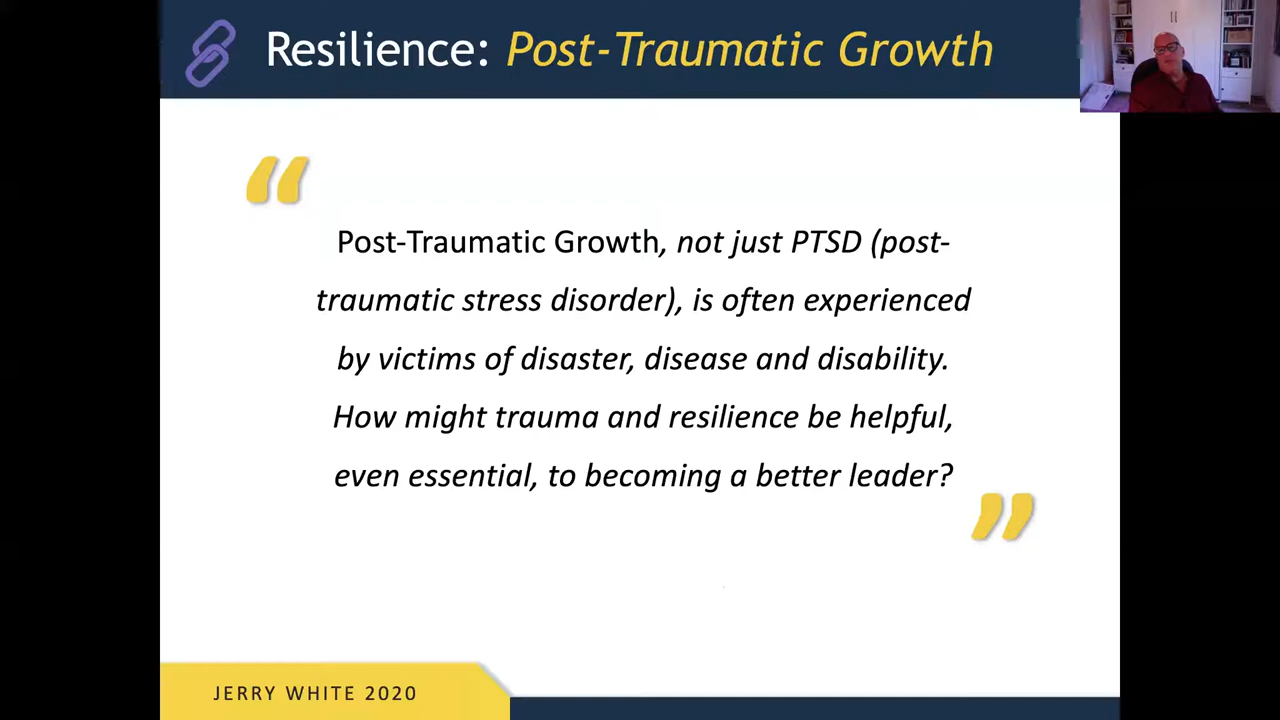 Resilience: Post-Traumatic Growth
“
Post-Traumatic Growth, not just PTSD (post-
traumatic stress disorder), is often experienced
by victims of disaster, disease and disability.
How might trauma and resilience be helpful,
even essential, to becoming a better leader?
”
JERRY WHITE 2020